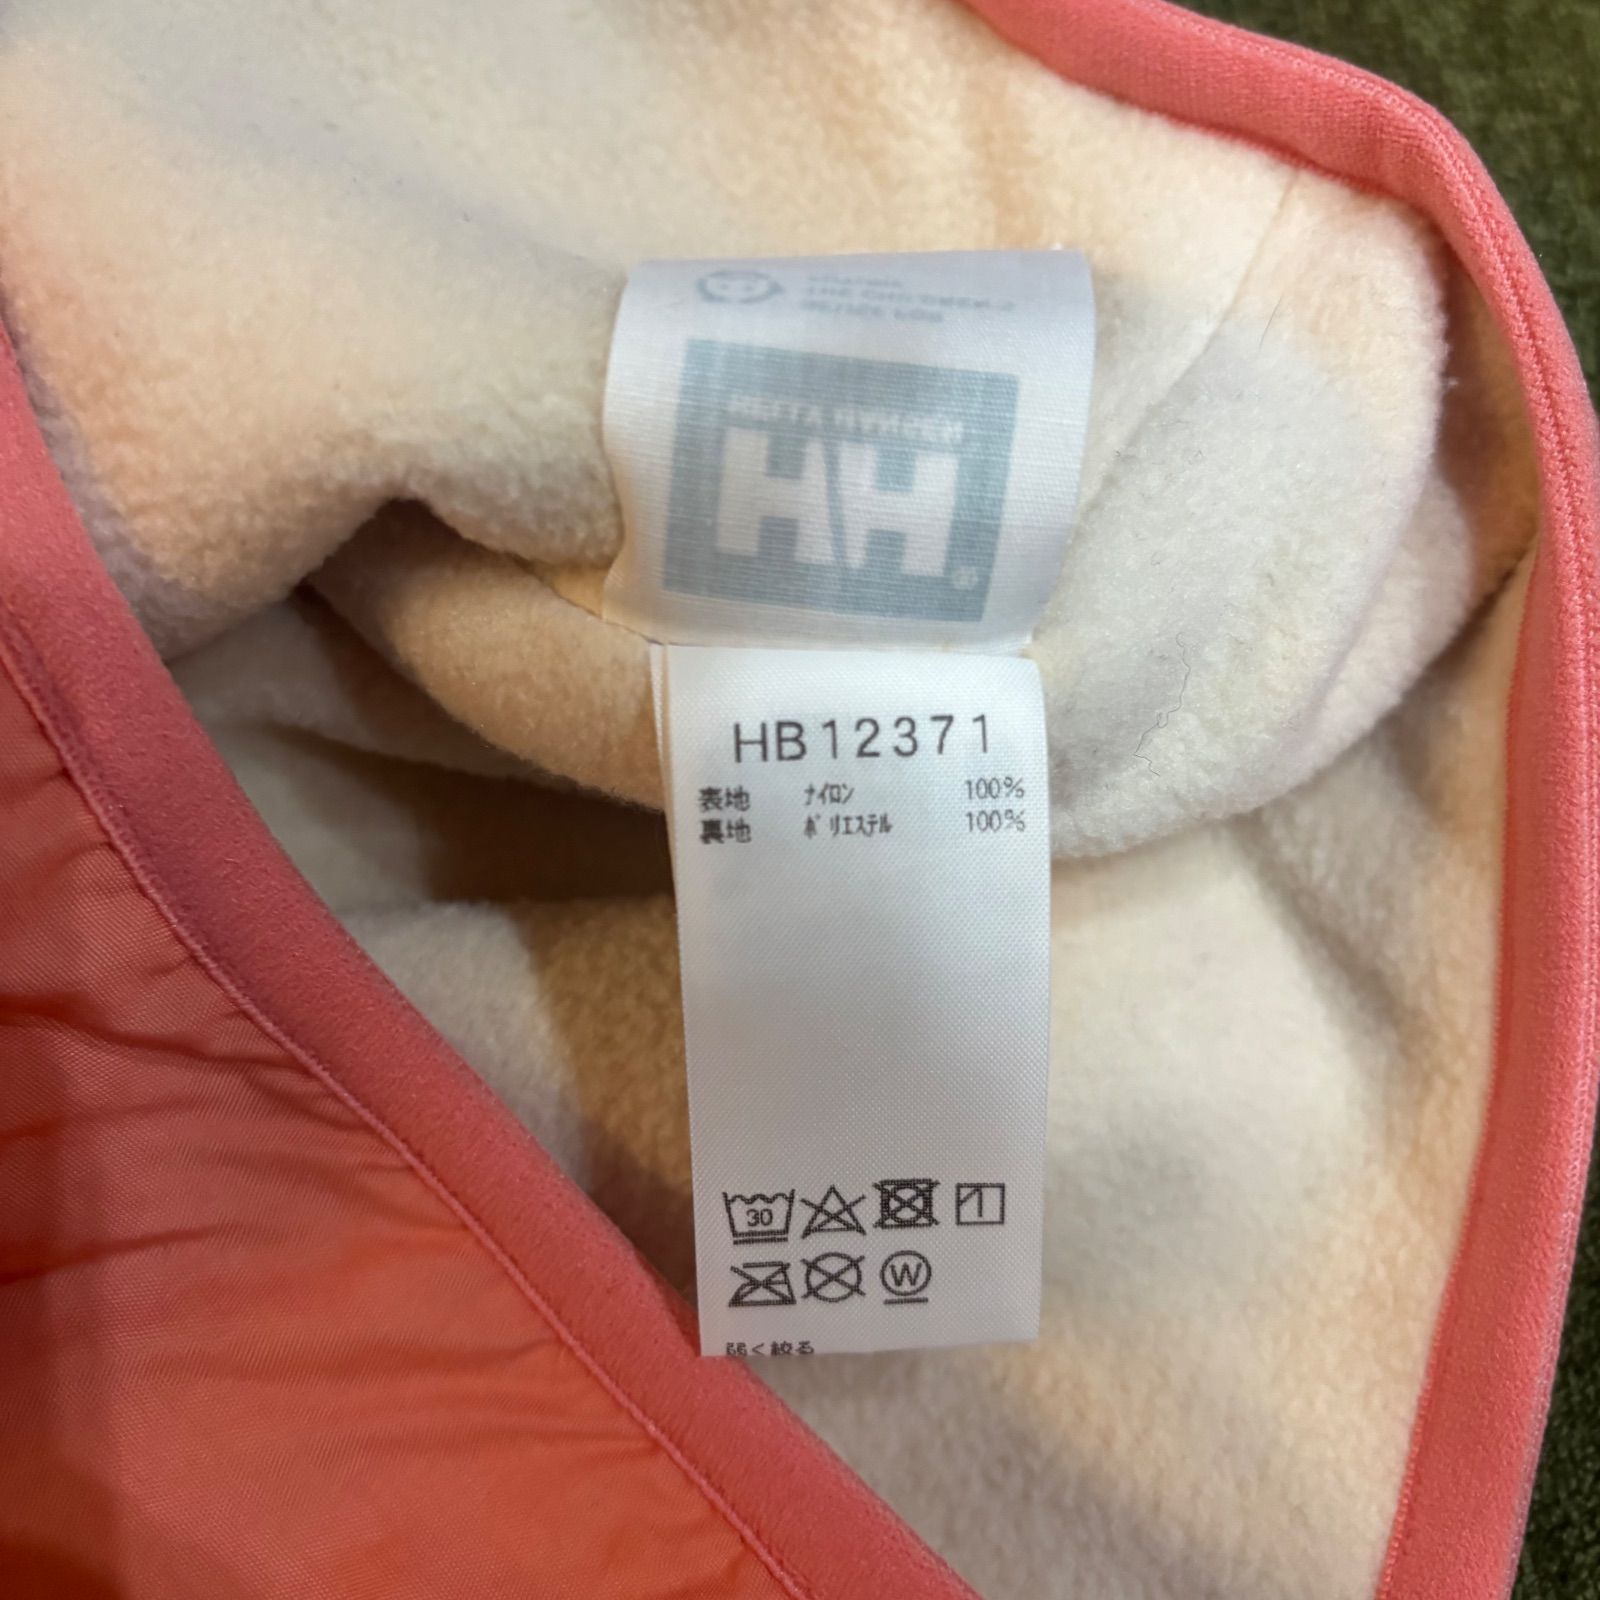 HH®
HB12371
表地 ナイロン 100%
裏地 ポリエステル 100%
30
W
弱く絞る